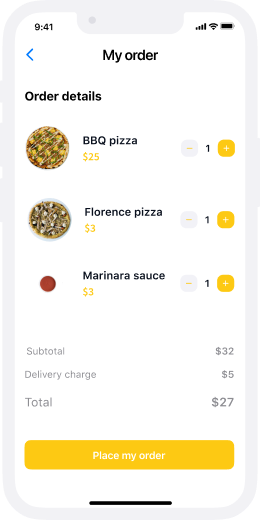 9:41
My order
Order details
BBQ pizza
$25
1
Florence pizza
$3
1
Marinara sauce
$3
1
Subtotal $32
Delivery charge $5
Total $27
Place my order